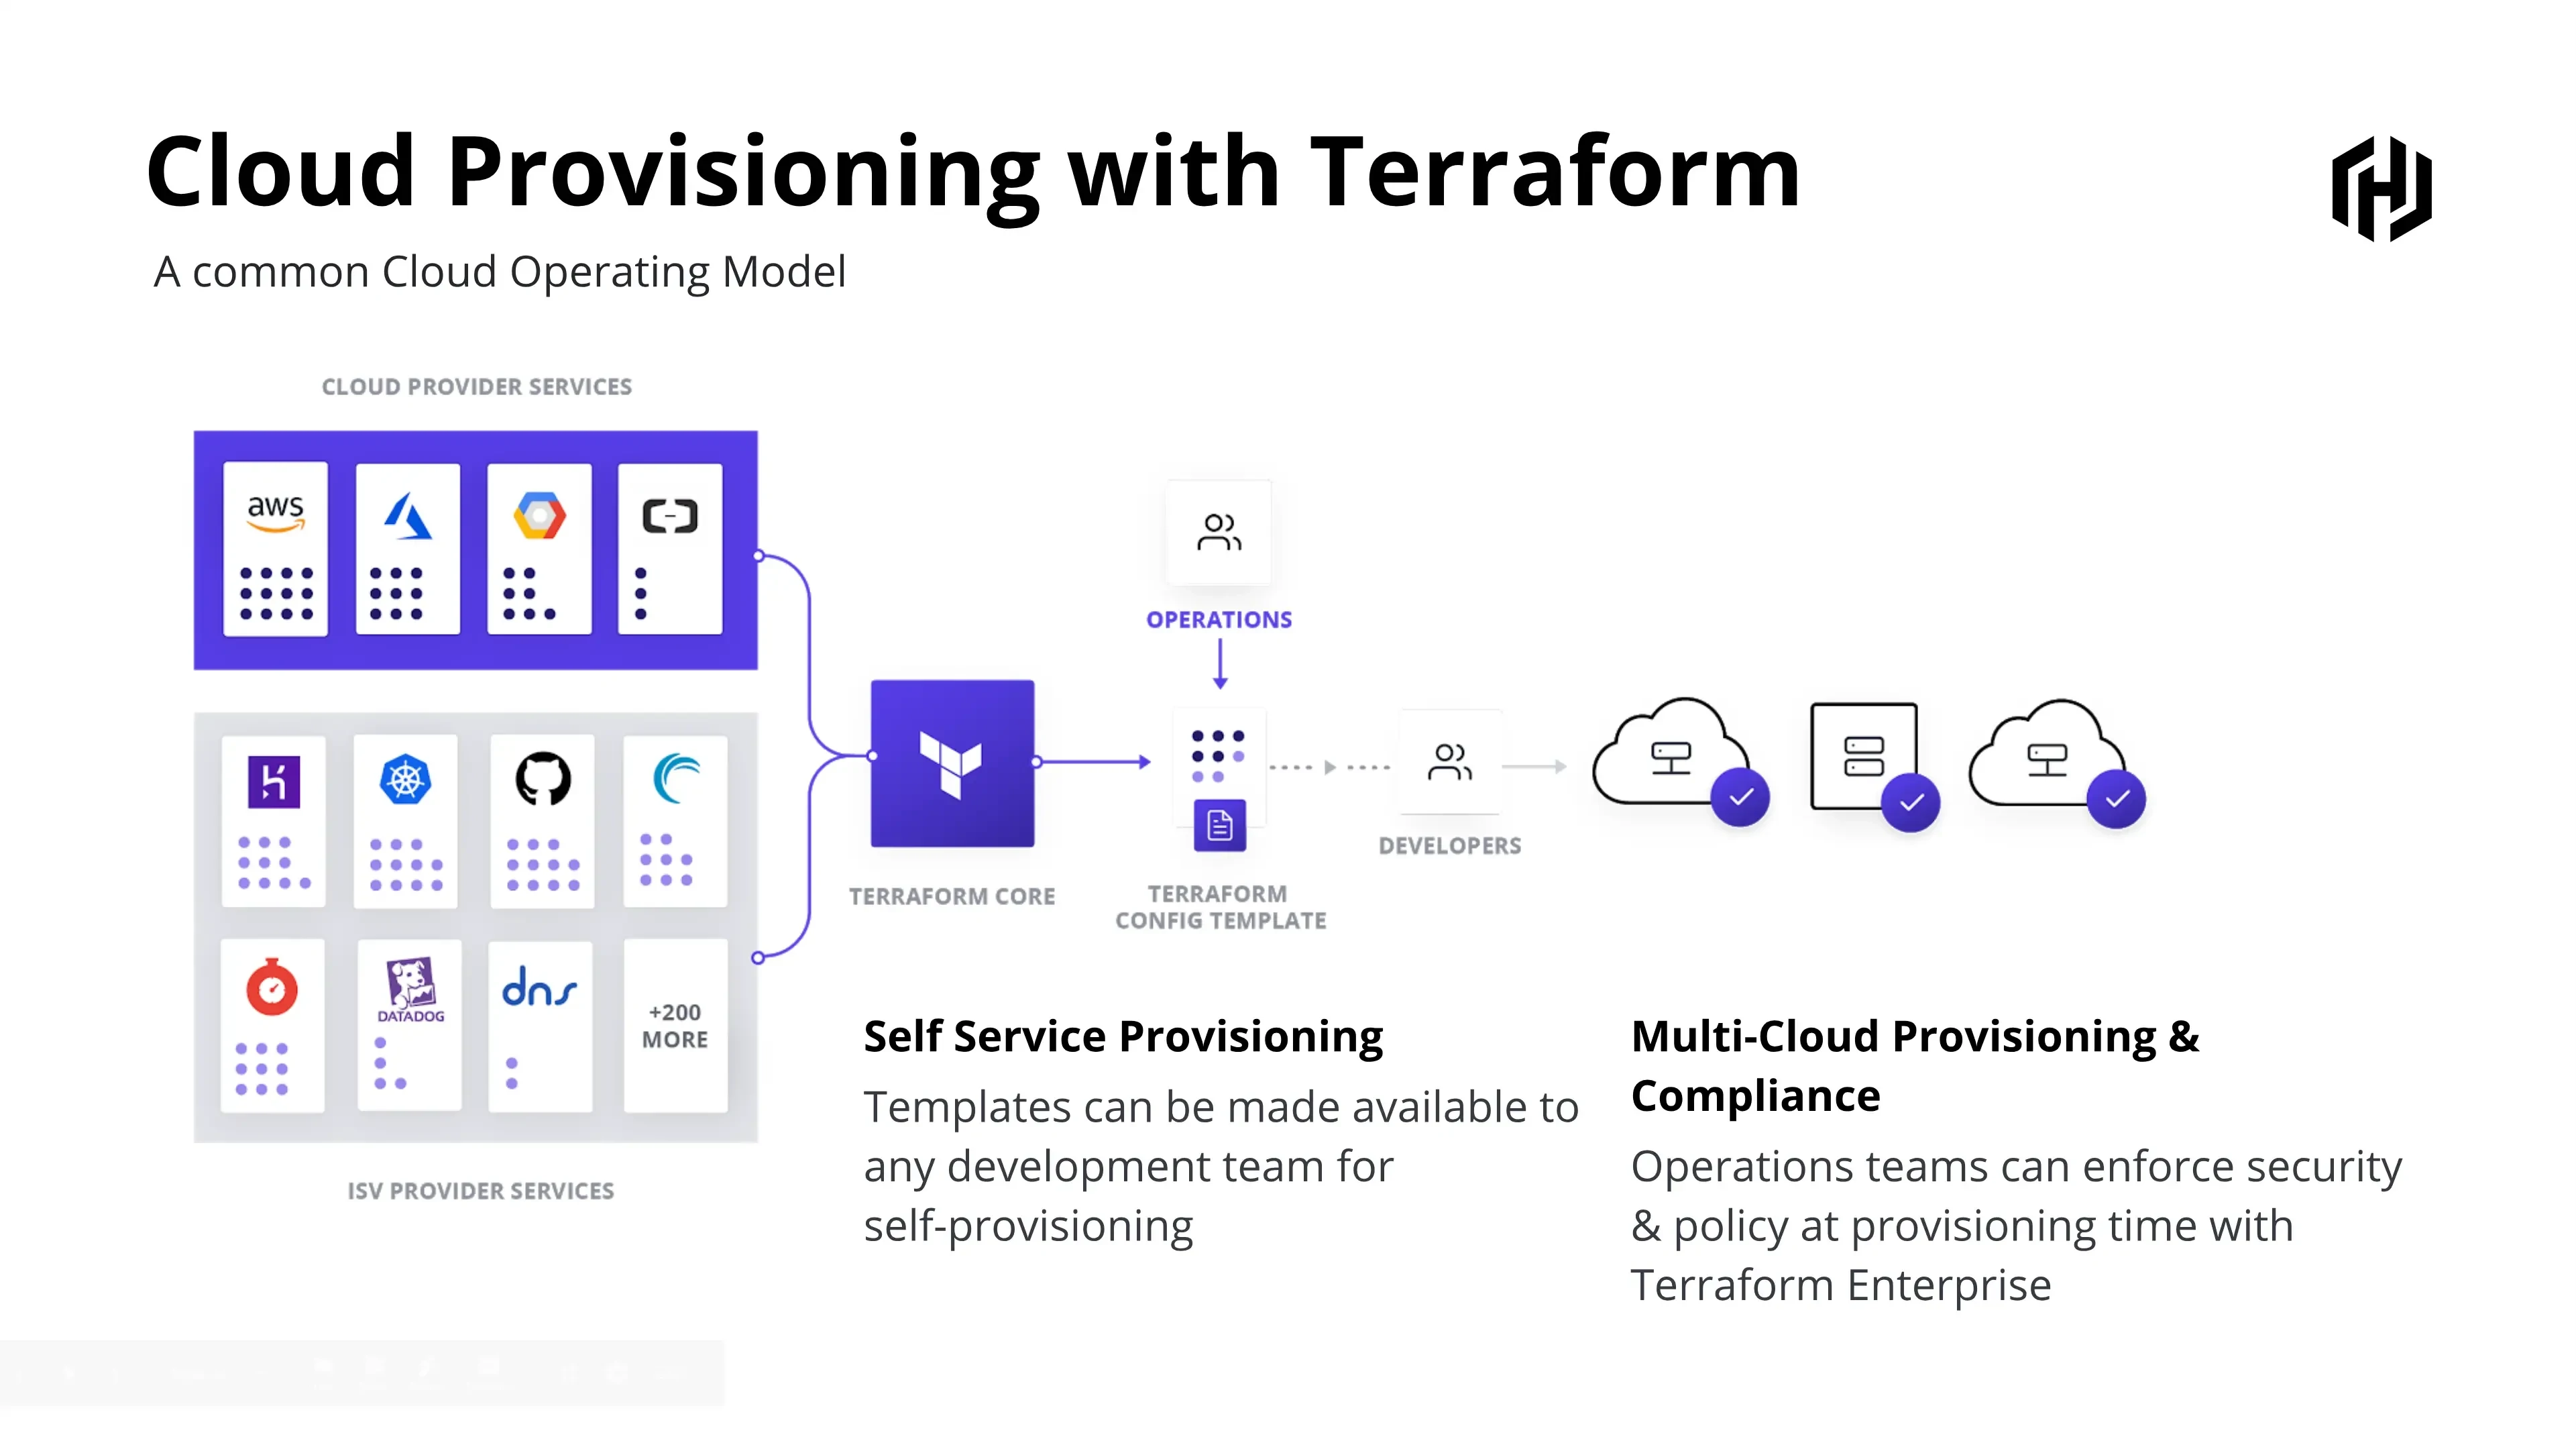 Cloud Provisioning with Terraform
A common Cloud Operating Model
CLOUD PROVIDER SERVICES
aws
OPERATIONS
TERRAFORM CORE
TERRAFORM
CONFIG TEMPLATE
DEVELOPERS
DATADOG
dns
+200
MORE
ISV PROVIDER SERVICES
Self Service Provisioning
Templates can be made available to
any development team for
self-provisioning
Multi-Cloud Provisioning &
Compliance
Operations teams can enforce security
& policy at provisioning time with
Terraform Enterprise